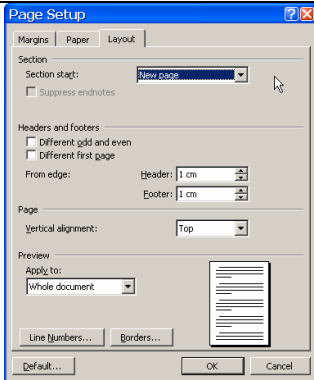 Page Setup
Margins Paper Layout
Section
Section start: New page
Suppress endnotes
Headers and footers
Different odd and even
Different first page
From edge: Header: 1 cm
Footer: 1 cm
Page
Vertical alignment: Top
Preview
Apply to:
Whole document
Line Numbers... Borders...
Default... OK Cancel